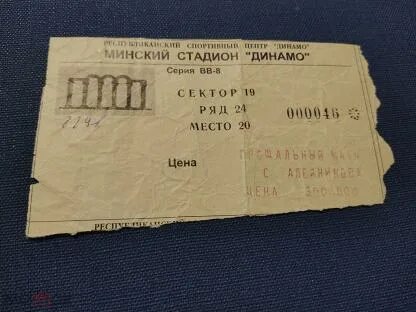 РЕСПУБЛИКАНСКИЙ СПОРТИВНЫЙ ЦЕНТР "ДИНАМО"
МИНСКИЙ СТАДИОН "ДИНАМО"
Серия ВВ-8
СЕКТОР 19
РЯД 24
000046
МЕСТО 20
Цена
ПРОЩАЛЬНЫЙ МАТЧ
С АЛЕЙНИКОВА
ЦЕНА
РЕСПУБЛИКАНСКИЙ